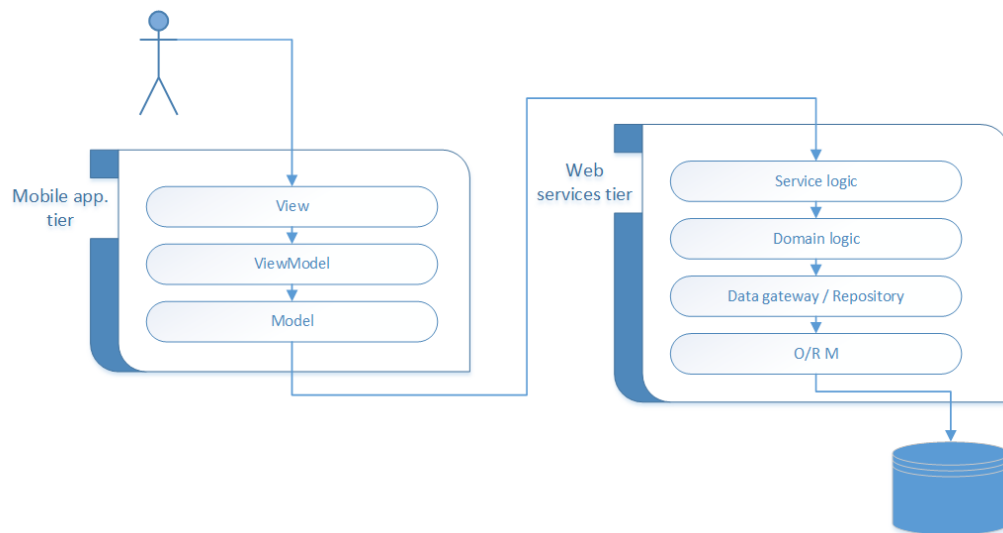 Mobile app.
tier
View
ViewModel
Model
Web
services tier
Service logic
Domain logic
Data gateway / Repository
O/R M